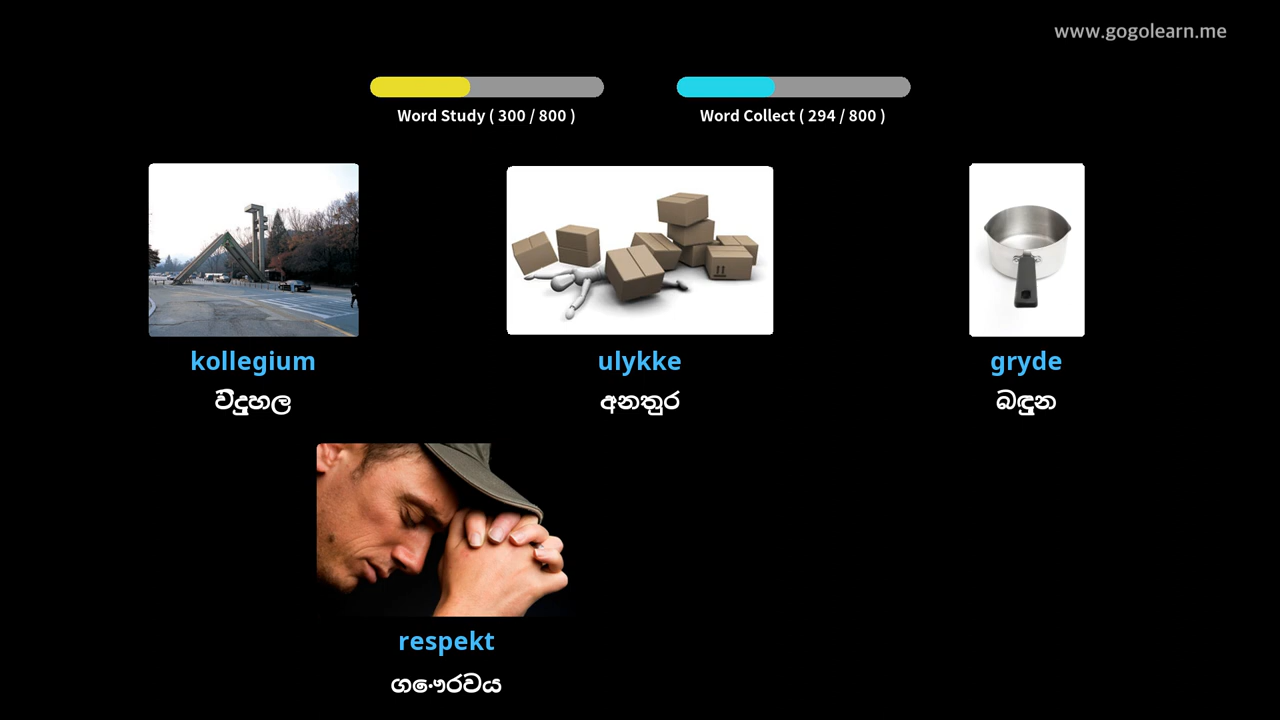 www.gogolearn.me
Word Study ( 300 / 800 )
Word Collect ( 294 / 800 )
kollegium
ulykke
gryde
විදුහල
අනතුර
බඳුන
respekt
ගෞරවය